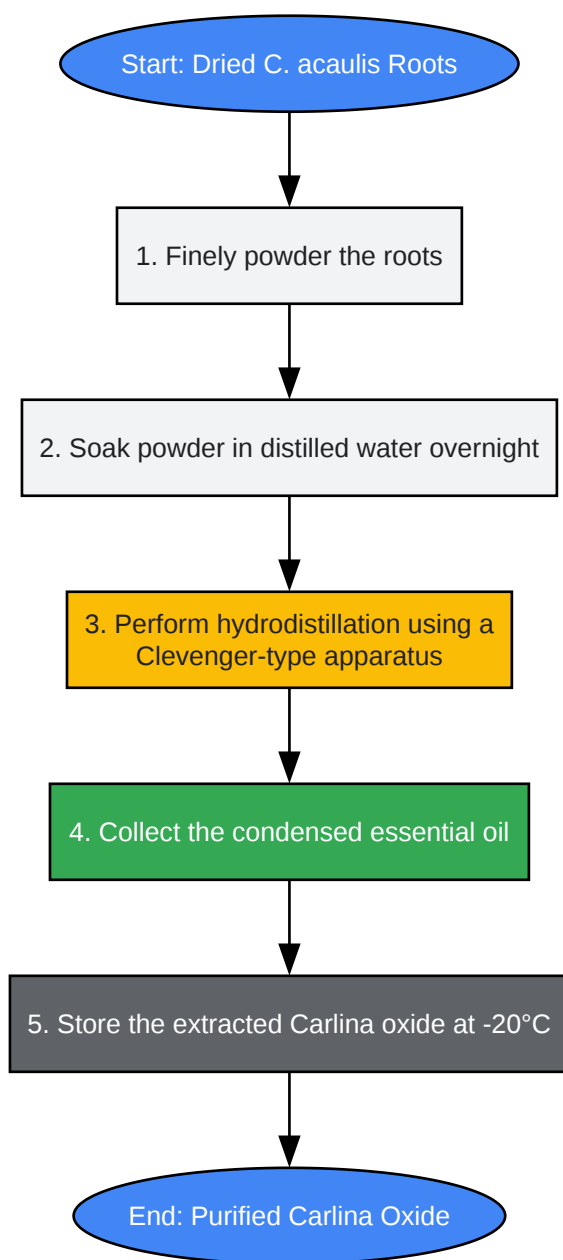 Start: Dried C. acaulis Roots
1. Finely powder the roots
2. Soak powder in distilled water overnight
3. Perform hydrodistillation using a
Clevenger-type apparatus
4. Collect the condensed essential oil
5. Store the extracted Carlina oxide at -20°C
End: Purified Carlina Oxide